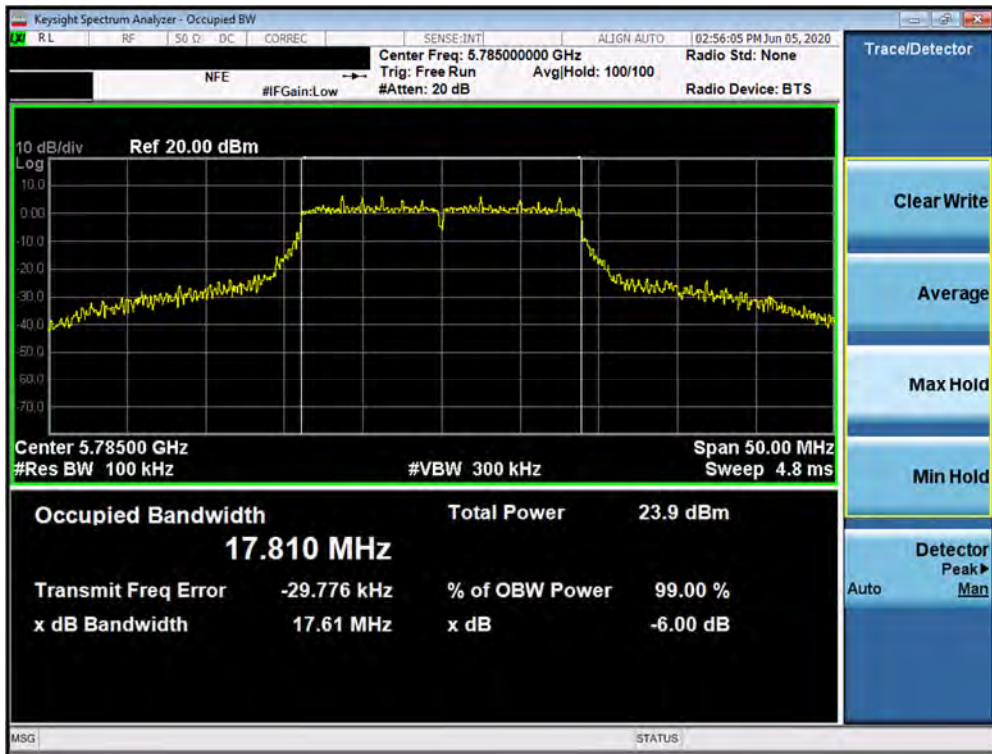 Keysight Spectrum Analyzer - Occupied BW
LXI RL RF 50 Ω DC CORREC SENSE:INT ALIGN AUTO 02:56:05 PM Jun 05, 2020
Center Freq: 5.785000000 GHz Radio Std: None
NFE Trig: Free Run Avg|Hold: 100/100
#IFGain:Low #Atten: 20 dB Radio Device: BTS
10 dB/div Ref 20.00 dBm
Log
10.0
0.00
-10.0
-20.0
-30.0
-40.0
-50.0
-60.0
-70.0
Center 5.78500 GHz Span 50.00 MHz
#Res BW 100 kHz #VBW 300 kHz Sweep 4.8 ms
Occupied Bandwidth Total Power 23.9 dBm
17.810 MHz
Transmit Freq Error -29.776 kHz % of OBW Power 99.00 %
x dB Bandwidth 17.61 MHz x dB -6.00 dB
MSG STATUS
Trace/Detector
Clear Write
Average
Max Hold
Min Hold
Detector
Peak▶
Auto Man